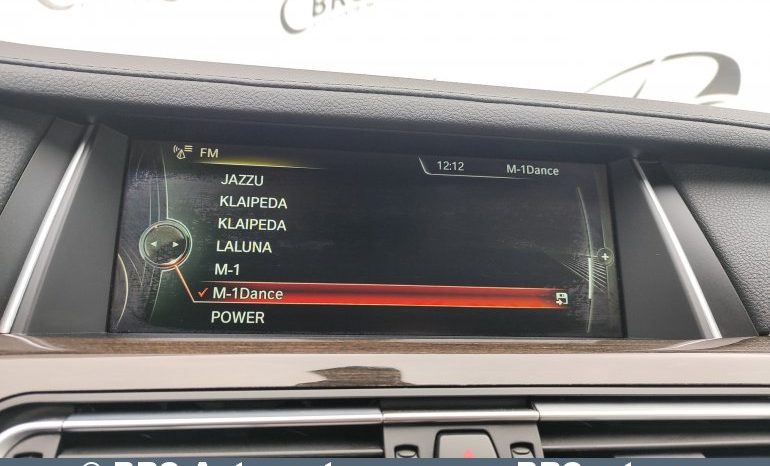 FM 12:12 M-1Dance
JAZZU
KLAIPEDA
KLAIPEDA
LALUNA
M-1
M-1Dance
POWER